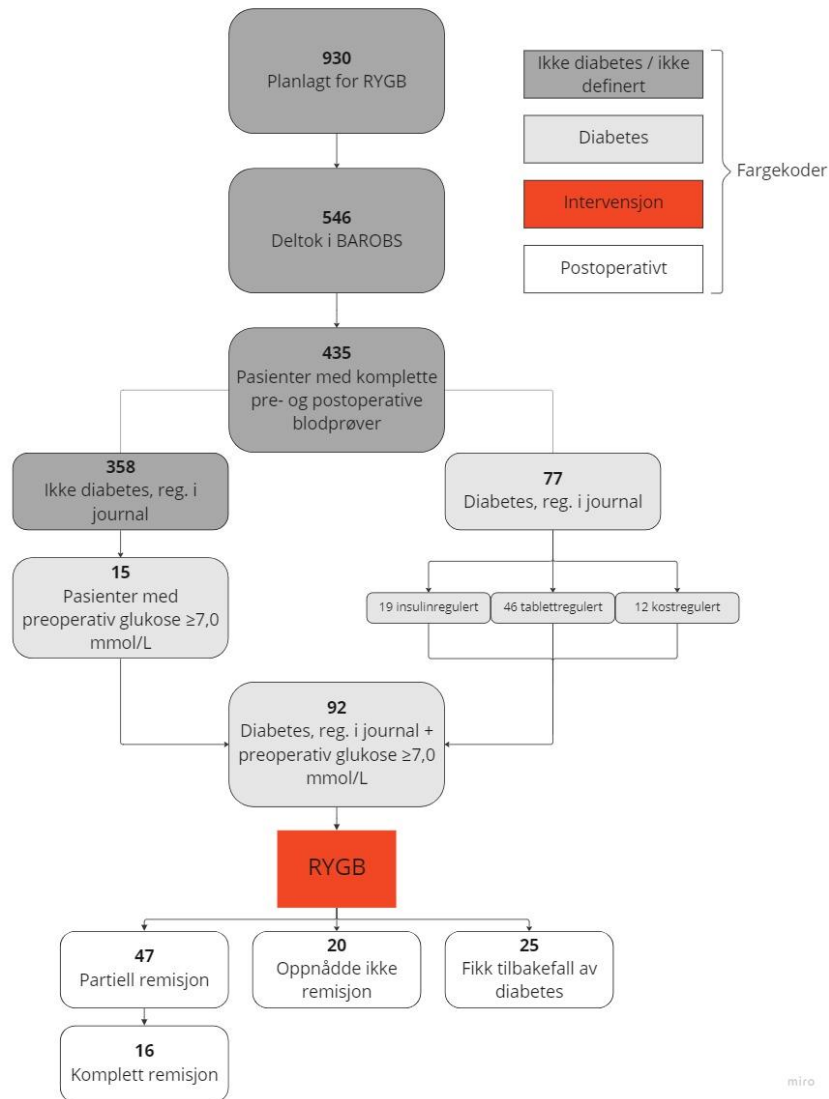 930
Planlagt for RYGB
Ikke diabetes / ikke
definert
Diabetes
Intervensjon
Postoperativt
Fargekoder
546
Deltok i BAROBS
435
Pasienter med komplette
pre- og postoperative
blodprøver
358
Ikke diabetes, reg. i
journal
77
Diabetes, reg. i journal
15
Pasienter med
preoperativ glukose ≥7,0
mmol/L
19 insulinregulert
46 tablettregulert
12 kostregulert
92
Diabetes, reg. i journal +
preoperativ glukose ≥7,0
mmol/L
RYGB
47
Partiell remisjon
20
Oppnådde ikke
remisjon
25
Fikk tilbakefall av
diabetes
16
Komplett remisjon
miro